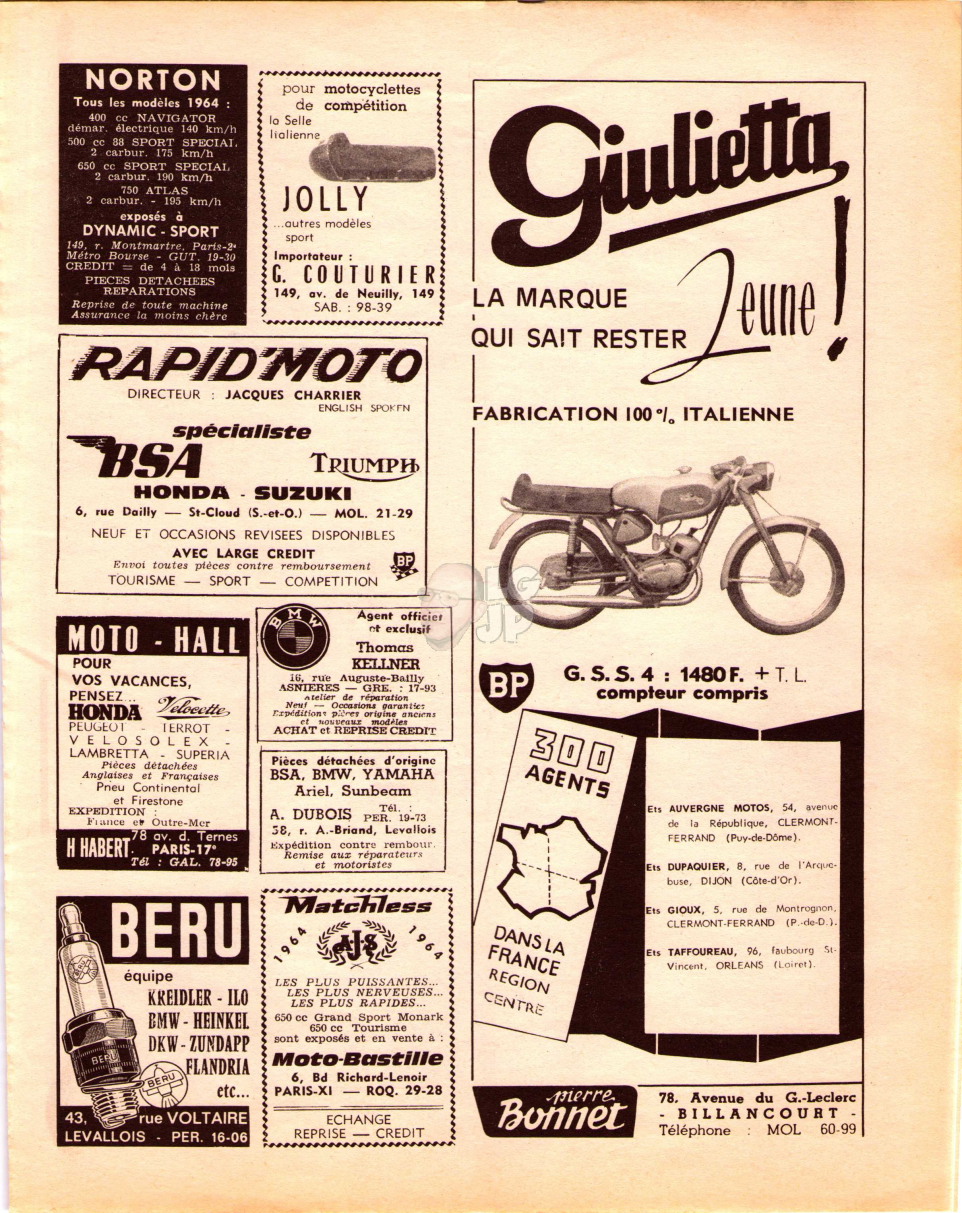 NORTON
Tous les modèles 1964 :
400 cc NAVIGATOR
démar. électrique 140 km/h
500 cc 88 SPORT SPECIAL
2 carbur. 175 km/h
650 cc SPORT SPECIAL
2 carbur. 190 km/h
750 ATLAS
2 carbur. - 195 km/h
exposés à
DYNAMIC - SPORT
149, r. Montmartre, Paris-2e
Métro Bourse - GUT. 19-30
CREDIT = de 4 à 18 mois
PIECES DETACHEES
REPARATIONS
Reprise de toute machine
Assurance la moins chère
pour motocyclettes
de compétition
la Selle
Italienne
JOLLY
...autres modèles
sport
Importateur :
G. COUTURIER
149, av. de Neuilly, 149
SAB. : 98-39
RAPID'MOTO
DIRECTEUR : JACQUES CHARRIER
ENGLISH SPOKEN
spécialiste
BSA TRIUMPH
HONDA - SUZUKI
6, rue Dailly — St-Cloud (S.-et-O.) — MOL. 21-29
NEUF ET OCCASIONS REVISEES DISPONIBLES
AVEC LARGE CREDIT
Envoi toutes pièces contre remboursement
BP
TOURISME — SPORT — COMPETITION
MOTO - HALL
POUR
VOS VACANCES,
PENSEZ...
HONDA Velocette
PEUGEOT - TERROT -
VELOSOLEX -
LAMBRETTA - SUPERIA
Pièces détachées
Anglaises et Françaises
Pneu Continental
et Firestone
EXPEDITION :
France et Outre-Mer
H HABERT. 78 av. d. Ternes
PARIS-17e
Tél : GAL. 78-95
BMW
Agent officiel
et exclusif
Thomas
KELLNER
16, rue Auguste-Bailly
ASNIERES — GRE. : 17-93
Atelier de réparation
Neuf — Occasions garanties
Expéditions pièces origine anciens
et nouveaux modèles
ACHAT et REPRISE CREDIT
Pièces détachées d'origine
BSA, BMW, YAMAHA
Ariel, Sunbeam
A. DUBOIS Tél. :
PER. 19-73
58, r. A.-Briand, Levallois
Expédition contre rembour.
Remise aux réparateurs
et motoristes
BERU
équipe
KREIDLER - ILO
BMW - HEINKEL
DKW - ZUNDAPP
FLANDRIA
etc...
BERU
BERU
43, rue VOLTAIRE
LEVALLOIS - PER. 16-06
Matchless
1964 AJS 1964
LES PLUS PUISSANTES...
LES PLUS NERVEUSES...
LES PLUS RAPIDES...
650 cc Grand Sport Monark
650 cc Tourisme
sont exposés et en vente à :
Moto-Bastille
6, Bd Richard-Lenoir
PARIS-XI — ROQ. 29-28
ECHANGE
REPRISE — CREDIT
Giulietta
LA MARQUE
QUI SAIT RESTER Jeune !
FABRICATION 100 % ITALIENNE
BP
G.S.S.4 : 1480 F. + T.L.
compteur compris
300
AGENTS
DANS LA
FRANCE
REGION
CENTRE
Ets AUVERGNE MOTOS, 54, avenue
de la République, CLERMONT-
FERRAND (Puy-de-Dôme).
Ets DUPAQUIER, 8, rue de l'Arque-
buse, DIJON (Côte-d'Or).
Ets GIOUX, 5, rue de Montrognon,
CLERMONT-FERRAND (P.-de-D.).
Ets TAFFOUREAU, 96, faubourg St-
Vincent, ORLEANS (Loiret).
pierre
Bonnet
78, Avenue du G.-Leclerc
- BILLANCOURT -
Téléphone : MOL 60-99